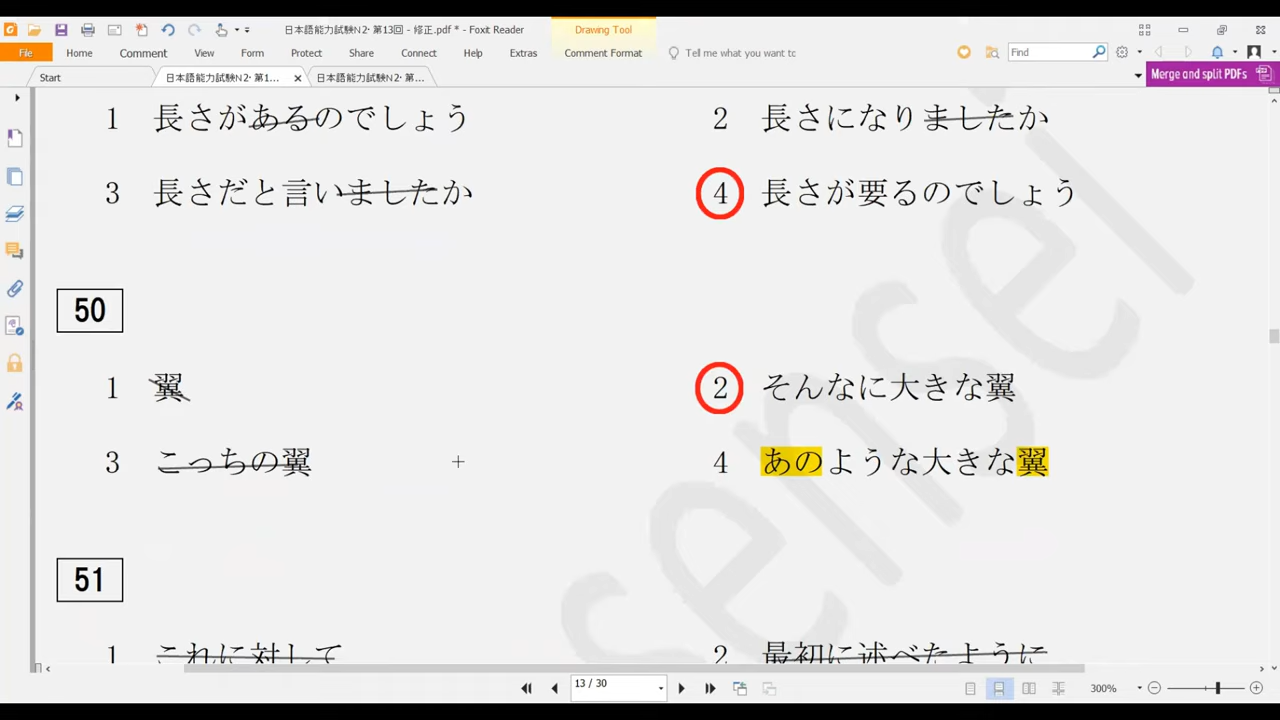 日本語能力試験N2· 第13回 - 修正.pdf * - Foxit Reader
Drawing Tool
File Home Comment View Form Protect Share Connect Help Extras Comment Format Tell me what you want to Find
Start 日本語能力試験N2· 第1... 日本語能力試験N2· 第... Merge and split PDFs
1 長さがあるのでしょう 2 長さになりましたか
3 長さだと言いましたか 4 長さが要るのでしょう
50
1 翼 2 そんなに大きな翼
3 こっちの翼 4 あのような大きな翼
51
1 これに対して 2 最初に述べたように
sensei
13 / 30 300%